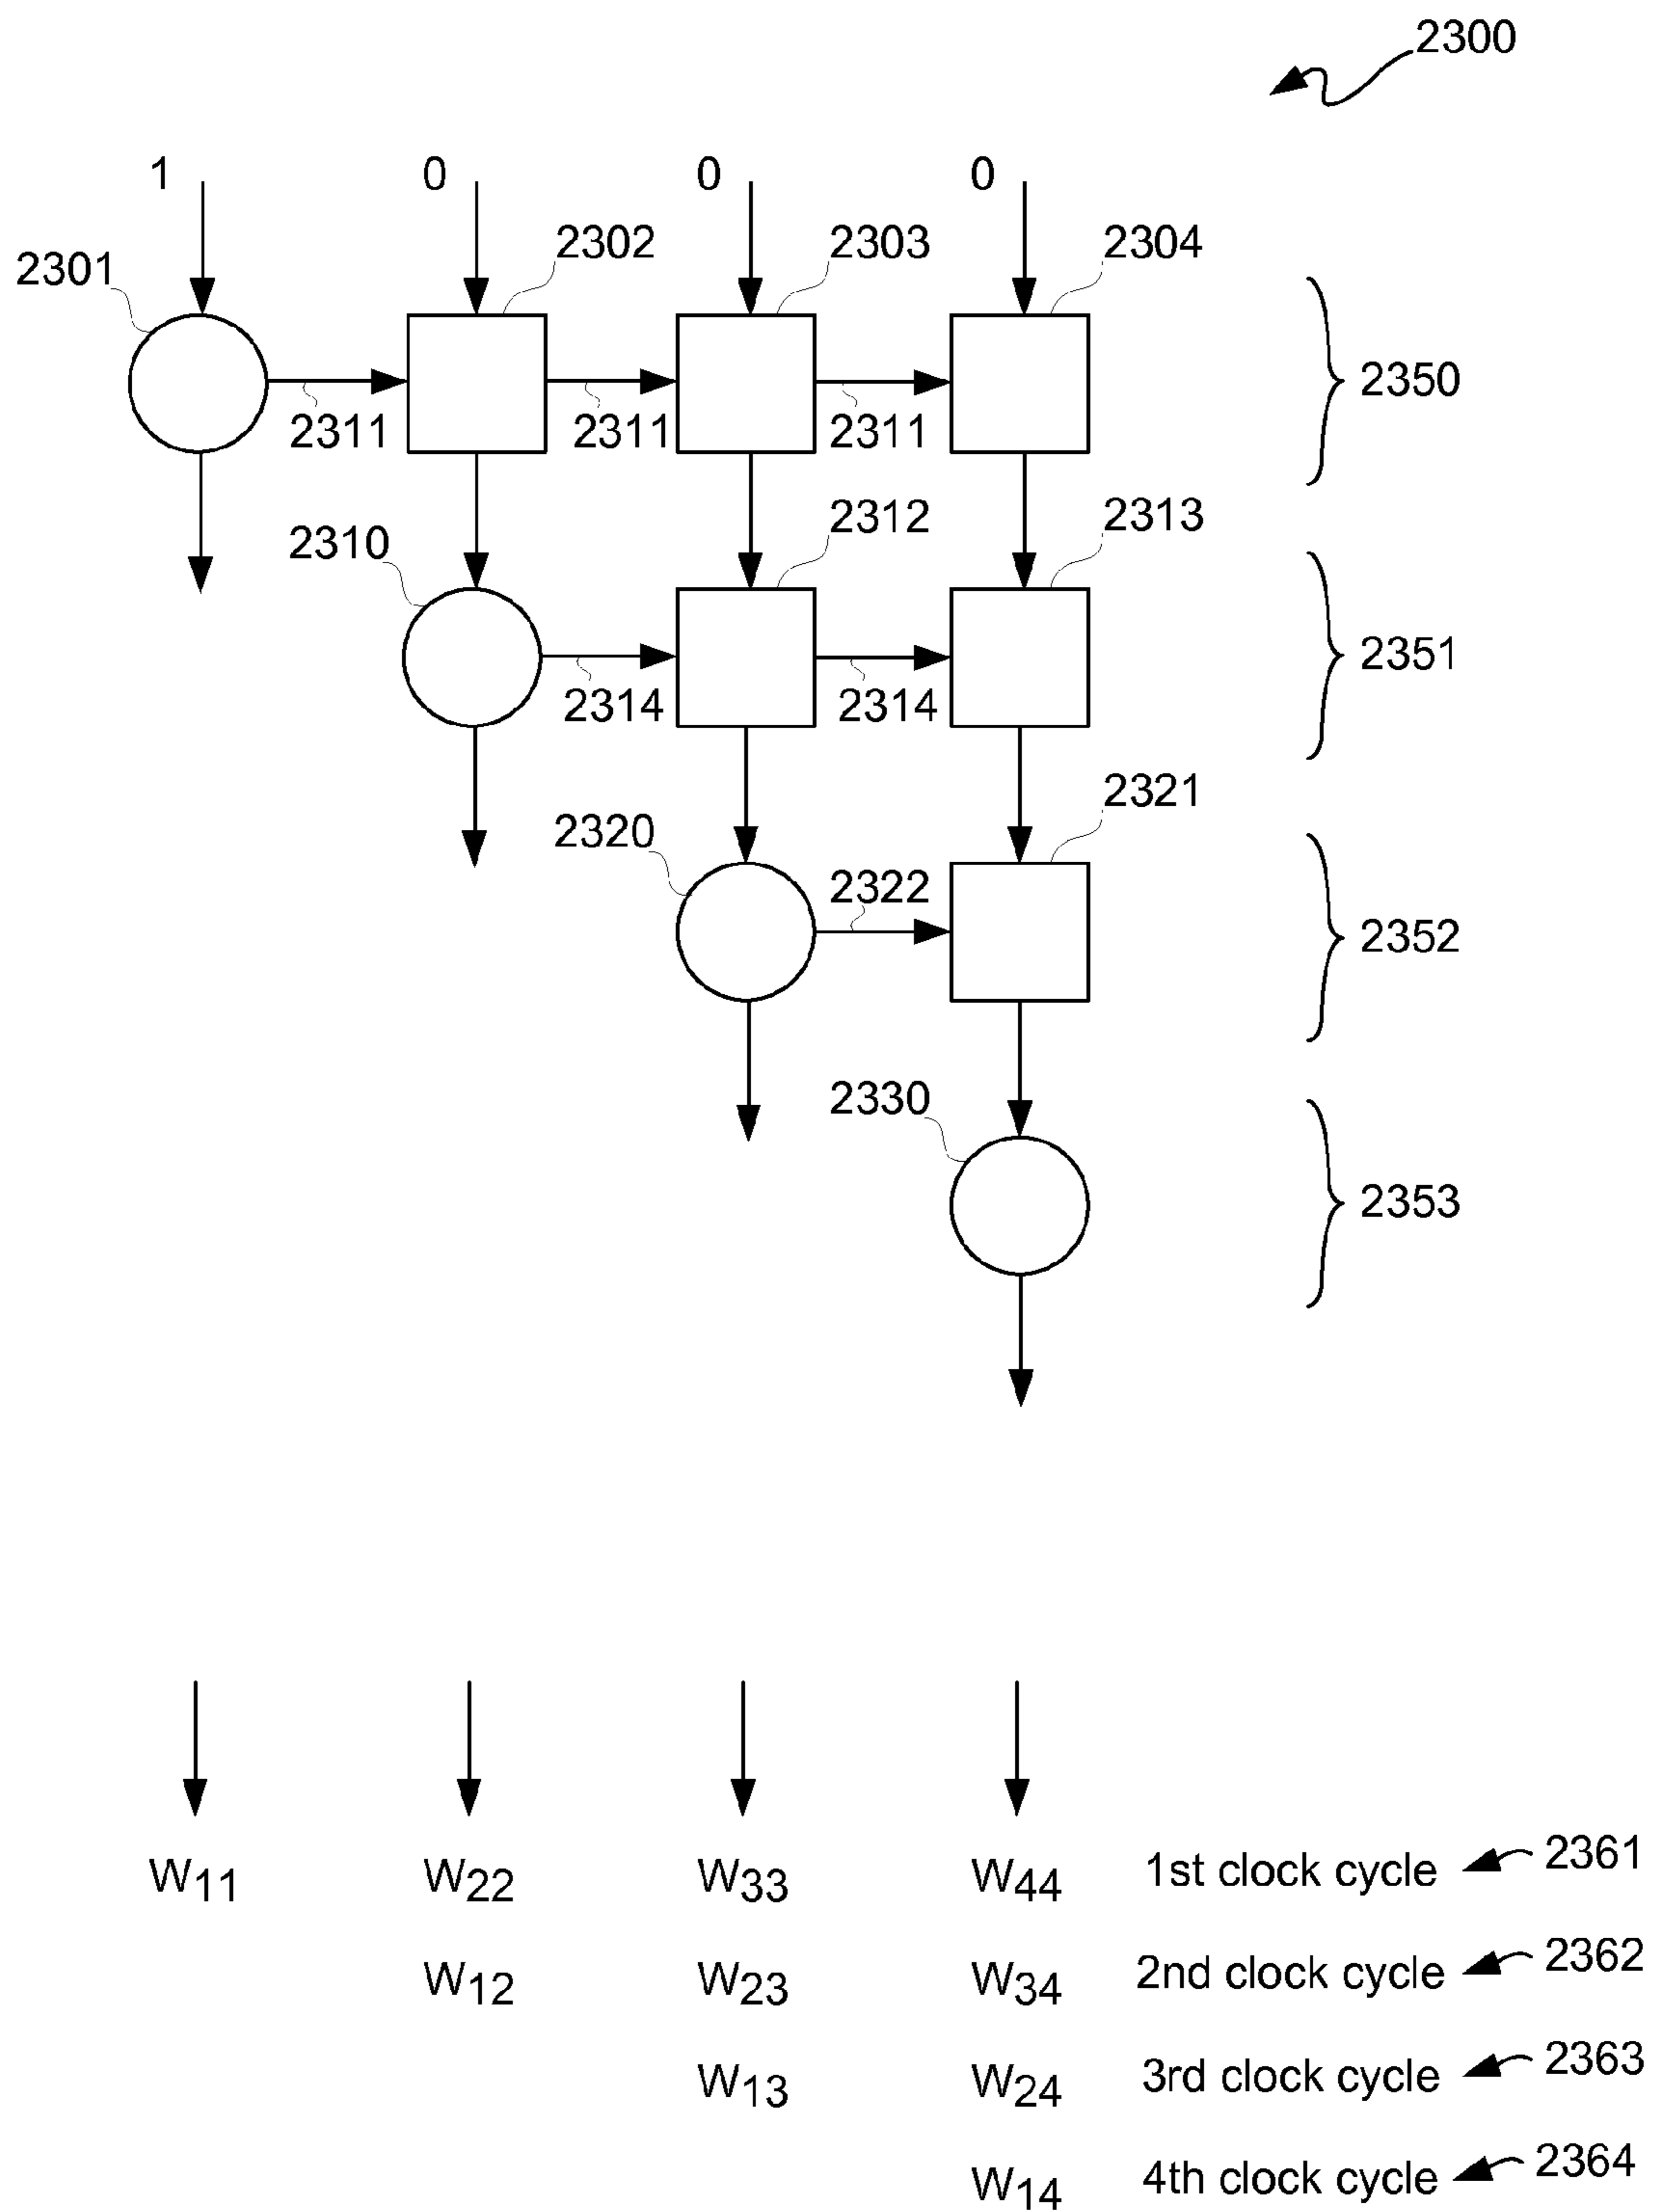 2300
1 0 0 0
2301 2302 2303 2304
2311 2311 2311 2350
2310 2312 2313
2314 2314 2351
2320 2321
2322 2352
2330
2353
W11 W22 W33 W44 1st clock cycle 2361
W12 W23 W34 2nd clock cycle 2362
W13 W24 3rd clock cycle 2363
W14 4th clock cycle 2364